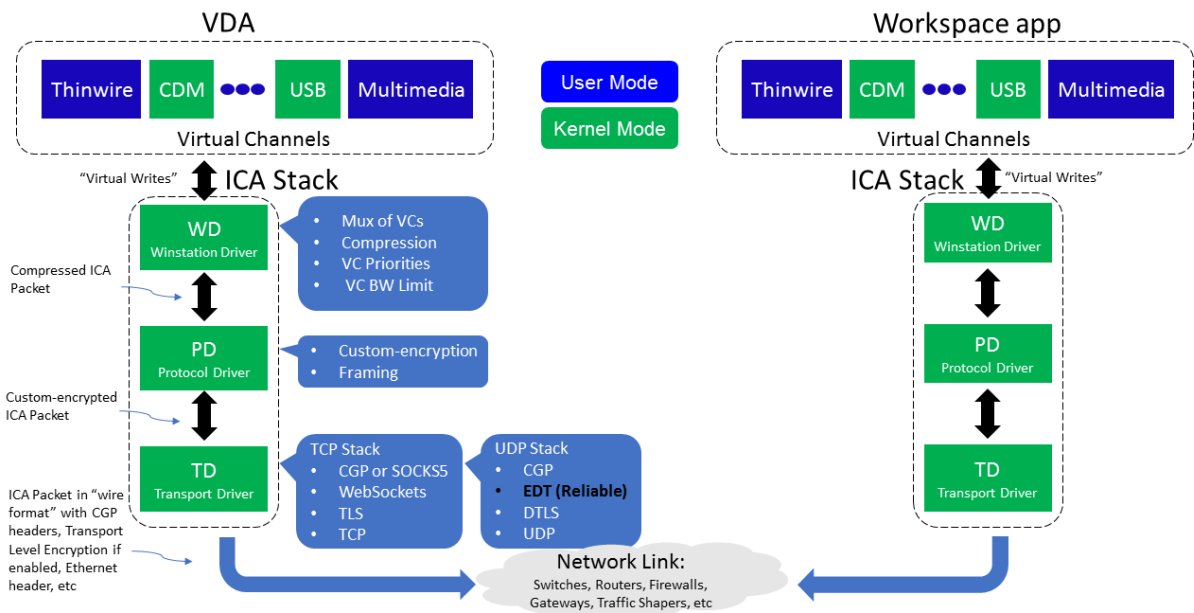 VDA
Thinwire
CDM
USB
Multimedia
Virtual Channels
"Virtual Writes"
ICA Stack
WD
Winstation Driver
• Mux of VCs
• Compression
• VC Priorities
• VC BW Limit
Compressed ICA
Packet
PD
Protocol Driver
• Custom-encryption
• Framing
Custom-encrypted
ICA Packet
TD
Transport Driver
TCP Stack
• CGP or SOCKS5
• WebSockets
• TLS
• TCP
UDP Stack
• CGP
• EDT (Reliable)
• DTLS
• UDP
ICA Packet in "wire
format" with CGP
headers, Transport
Level Encryption if
enabled, Ethernet
header, etc
User Mode
Kernel Mode
Workspace app
Thinwire
CDM
USB
Multimedia
Virtual Channels
ICA Stack
"Virtual Writes"
WD
Winstation Driver
PD
Protocol Driver
TD
Transport Driver
Network Link:
Switches, Routers, Firewalls,
Gateways, Traffic Shapers, etc